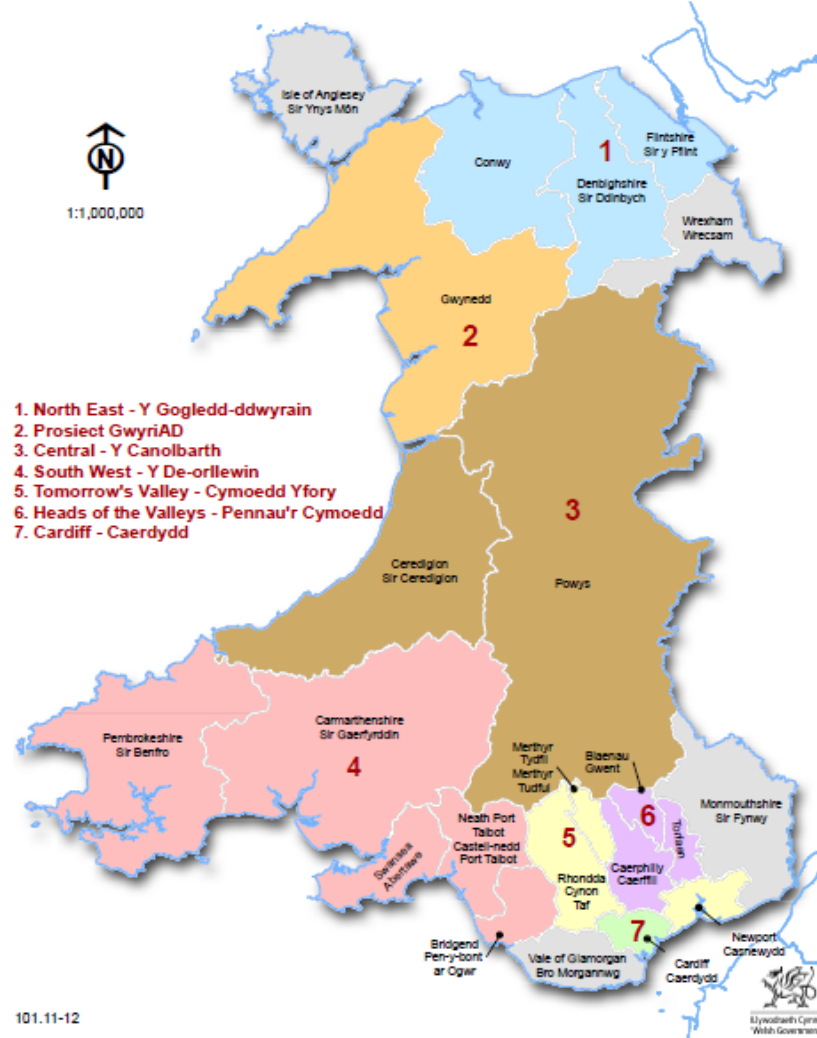 Isle of Anglesey
Sir Ynys Môn
N
1:1,000,000
Conwy
1
Flintshire
Sir y Fflint
Denbighshire
Sir Ddinbych
Wrexham
Wrecsam
Gwynedd
2
1. North East - Y Gogledd-ddwyrain
2. Prosiect GwyriAD
3. Central - Y Canolbarth
4. South West - Y De-orllewin
5. Tomorrow's Valley - Cymoedd Yfory
6. Heads of the Valleys - Pennau'r Cymoedd
7. Cardiff - Caerdydd
3
Ceredigion
Sir Ceredigion
Powys
Pembrokeshire
Sir Benfro
Carmarthenshire
Sir Gaerfyrddin
4
Merthyr
Tydfil
Merthyr
Tudful
Blaenau
Gwent
Monmouthshire
Sir Fynwy
Neath Port
Talbot
Castell-nedd
Port Talbot
Swansea
Abertawe
5
6
Torfaen
Caerphilly
Caerffili
Rhondda
Cynon
Taf
7
Bridgend
Pen-y-bont
ar Ogwr
Vale of Glamorgan
Bro Morgannwg
Cardiff
Caerdydd
Newport
Casnewydd
101.11-12
Llywodraeth Cym
Welsh Governmen